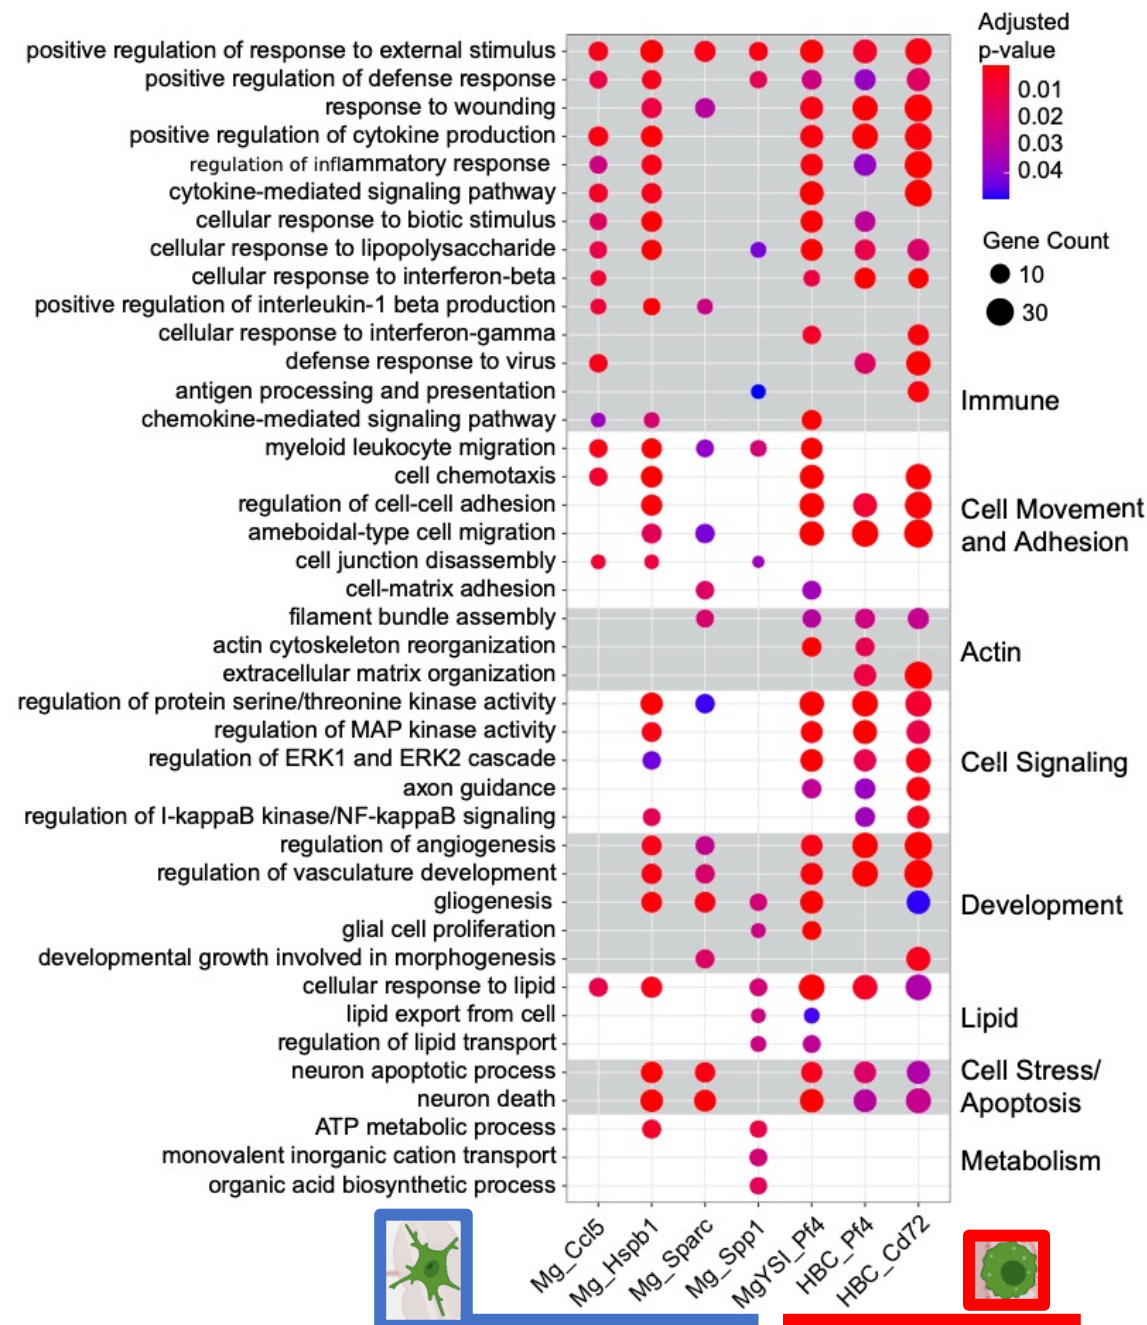 positive regulation of response to external stimulus
positive regulation of defense response
response to wounding
positive regulation of cytokine production
regulation of inflammatory response
cytokine-mediated signaling pathway
cellular response to biotic stimulus
cellular response to lipopolysaccharide
cellular response to interferon-beta
positive regulation of interleukin-1 beta production
cellular response to interferon-gamma
defense response to virus
antigen processing and presentation
chemokine-mediated signaling pathway
myeloid leukocyte migration
cell chemotaxis
regulation of cell-cell adhesion
ameboidal-type cell migration
cell junction disassembly
cell-matrix adhesion
filament bundle assembly
actin cytoskeleton reorganization
extracellular matrix organization
regulation of protein serine/threonine kinase activity
regulation of MAP kinase activity
regulation of ERK1 and ERK2 cascade
axon guidance
regulation of I-kappaB kinase/NF-kappaB signaling
regulation of angiogenesis
regulation of vasculature development
gliogenesis
glial cell proliferation
developmental growth involved in morphogenesis
cellular response to lipid
lipid export from cell
regulation of lipid transport
neuron apoptotic process
neuron death
ATP metabolic process
monovalent inorganic cation transport
organic acid biosynthetic process
Mg_Ccl5
Mg_Hspb1
Mg_Sparc
Mg_Spp1
MgYSI_Pf4
HBC_Pf4
HBC_Cd72
Adjusted
p-value
0.01
0.02
0.03
0.04
Gene Count
10
30
Immune
Cell Movement
and Adhesion
Actin
Cell Signaling
Development
Lipid
Cell Stress/
Apoptosis
Metabolism